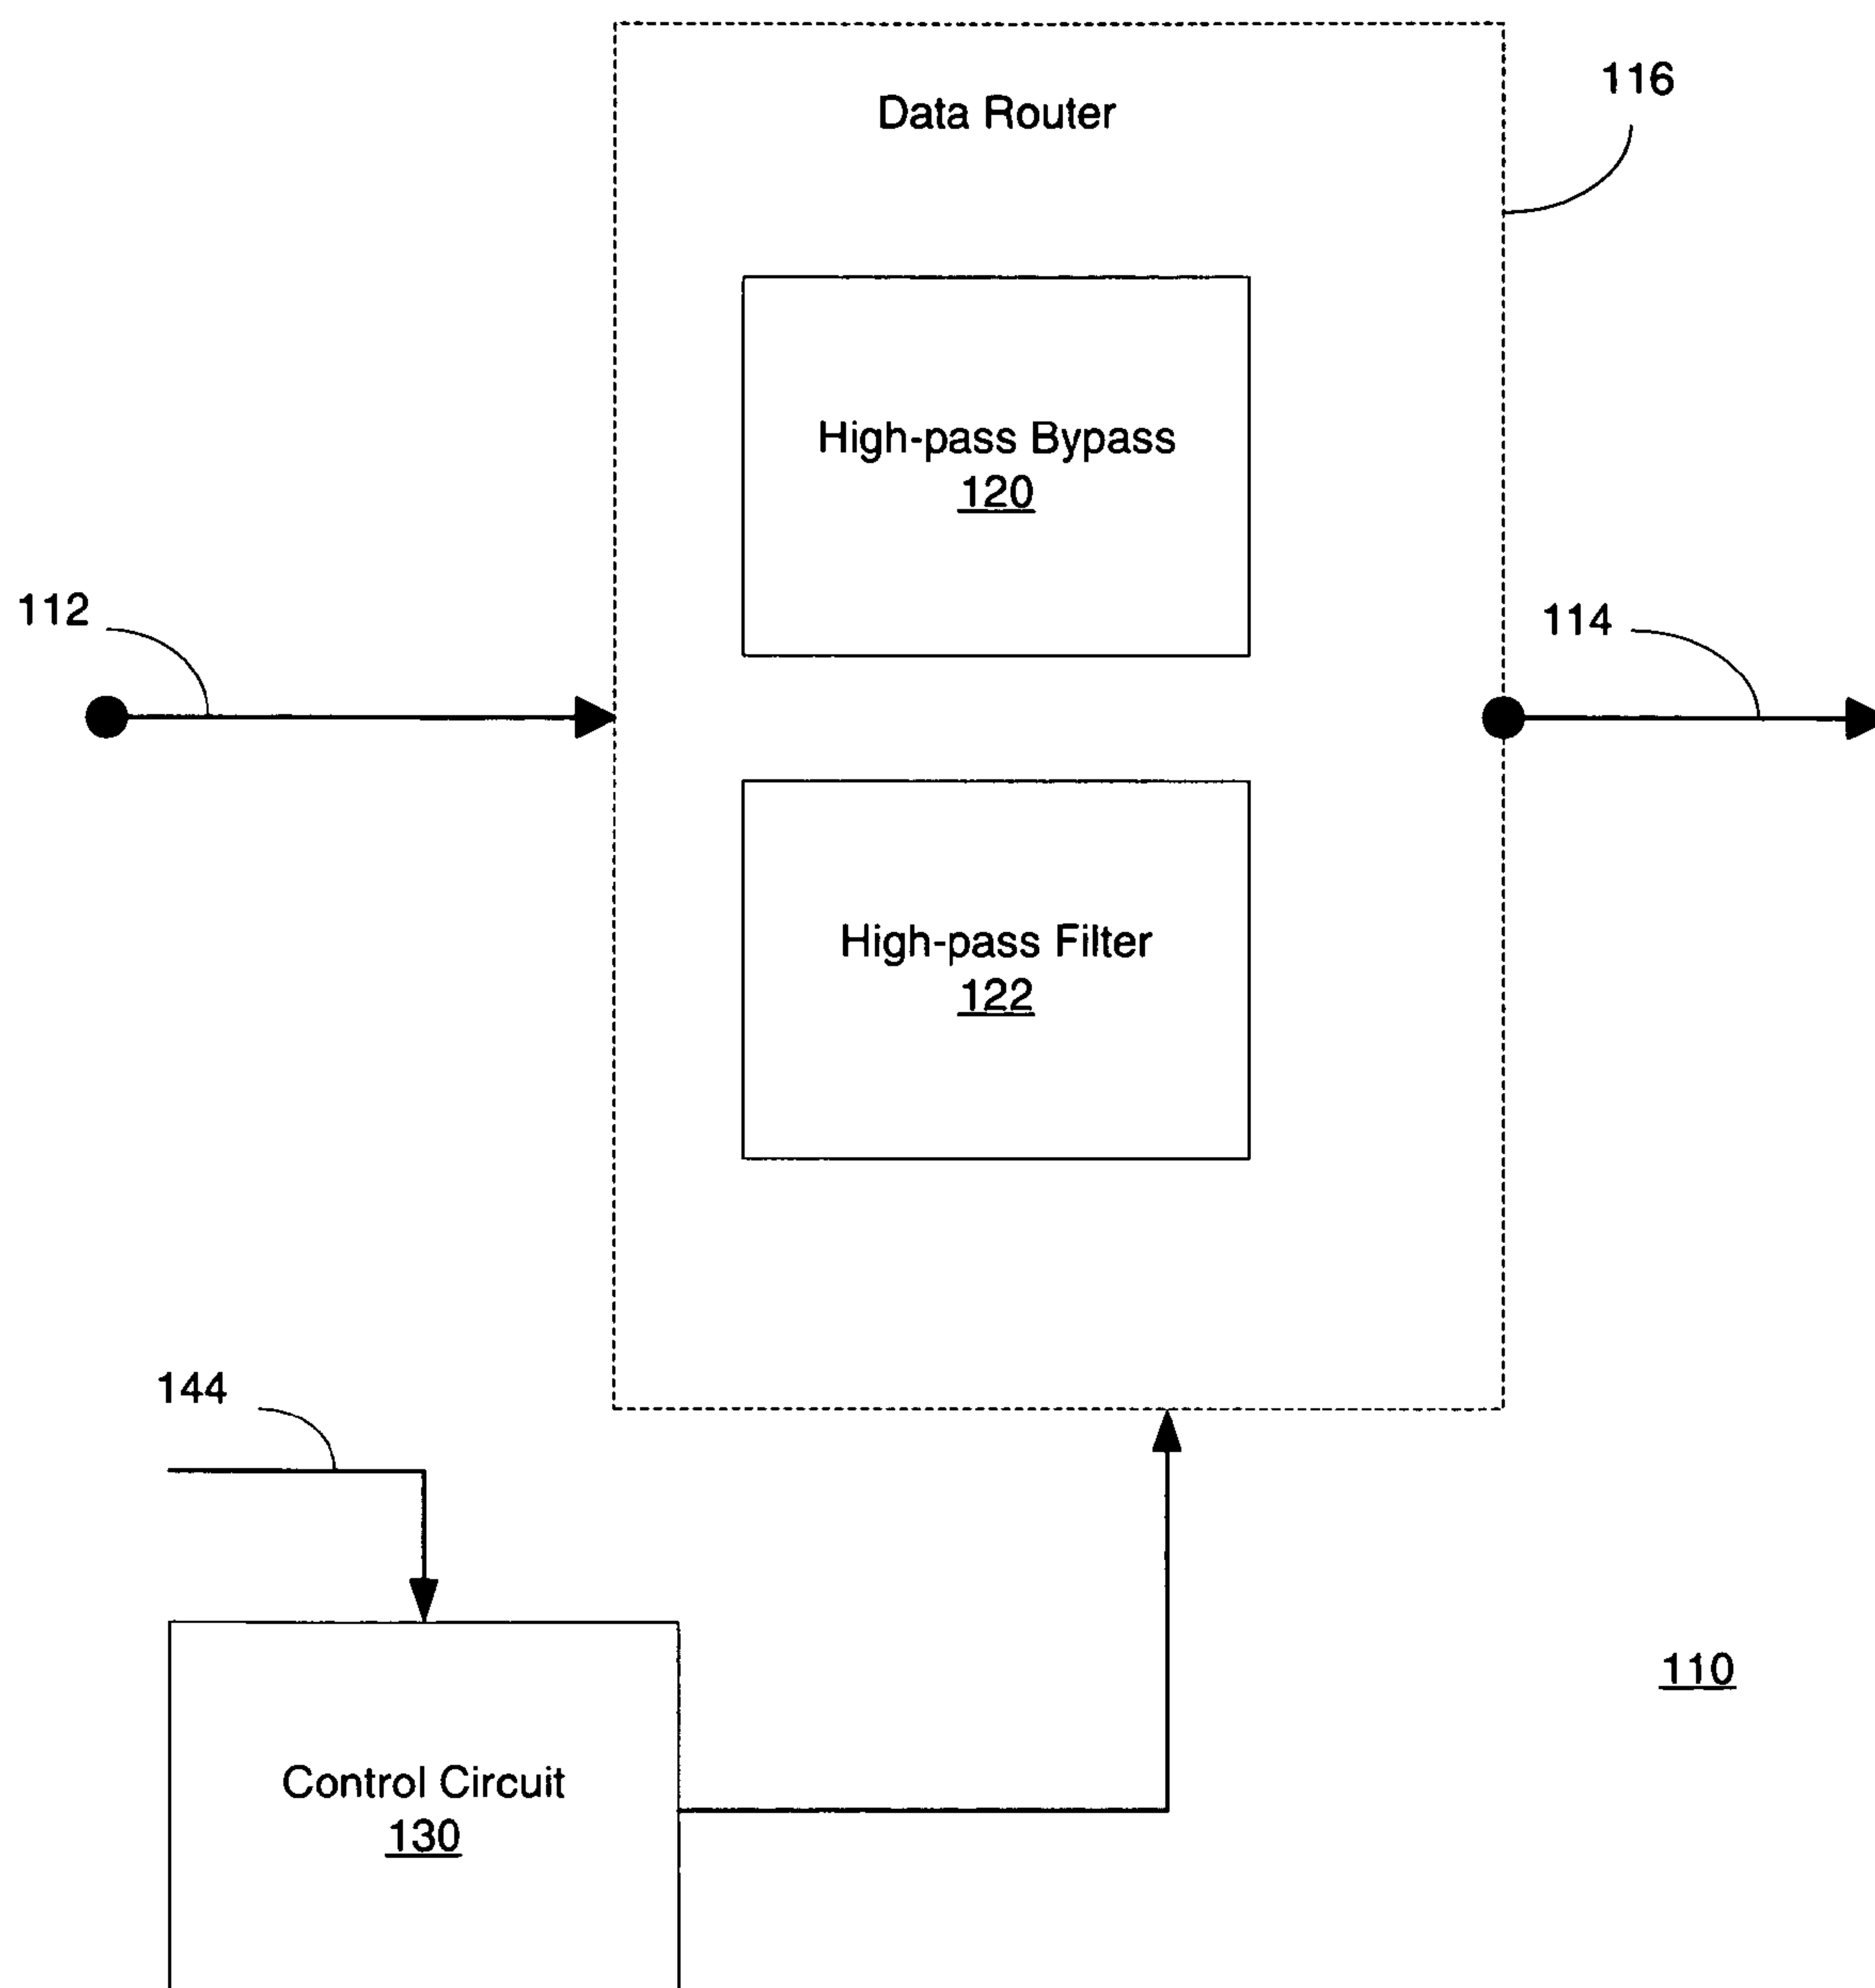 116
Data Router
High-pass Bypass
120
112
114
High-pass Filter
122
144
110
Control Circuit
130